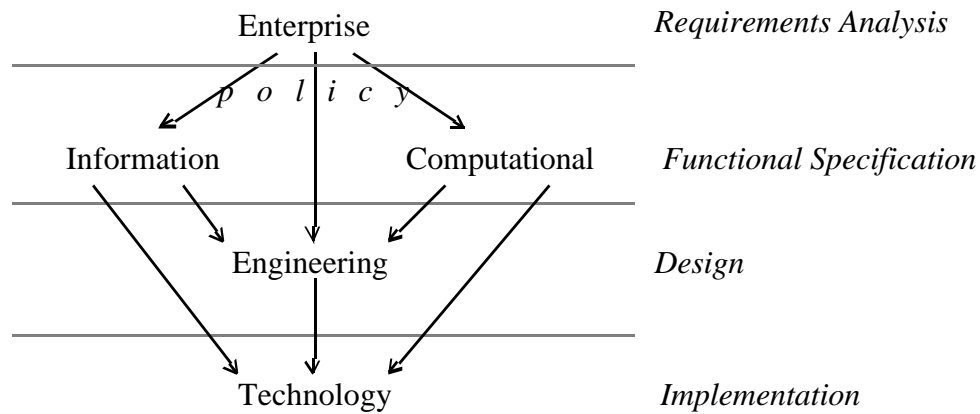 Enterprise Requirements Analysis
p o l i c y
Information Computational Functional Specification
Engineering Design
Technology Implementation